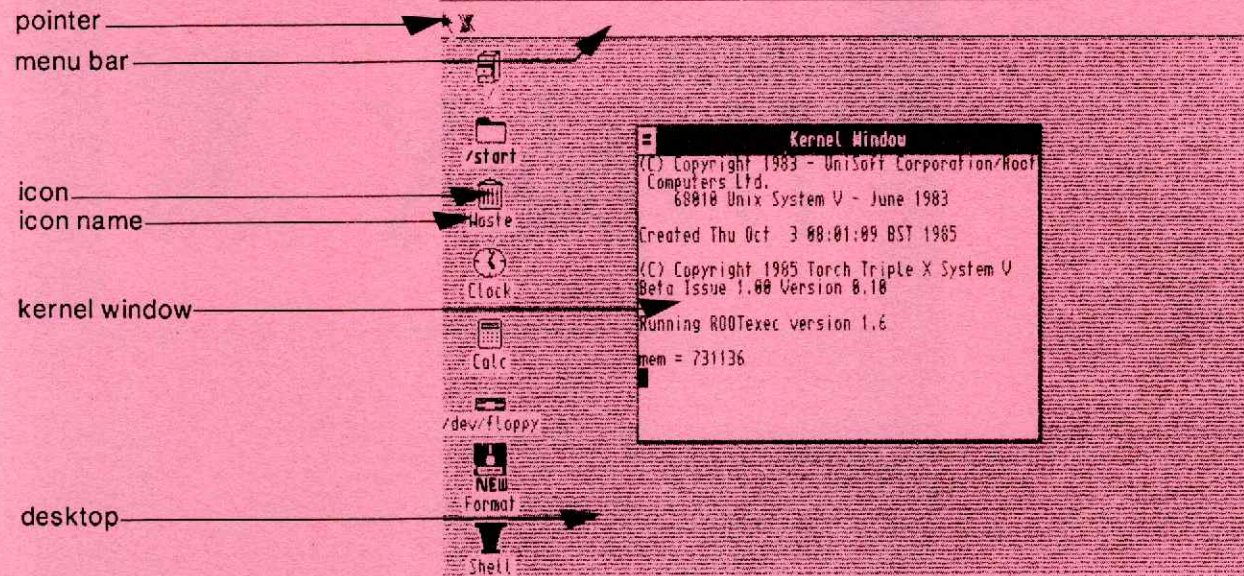 pointer
menu bar
/
/start
icon
Waste
icon name
Clock
kernel window
Calc
/dev/floppy
NEW
Format
desktop
Shell
Kernel Window
(C) Copyright 1983 - UniSoft Corporation/Root
Computers Ltd.
68010 Unix System V - June 1983
Created Thu Oct 3 08:01:09 BST 1985
(C) Copyright 1985 Torch Triple X System V
Beta Issue 1.00 Version 0.10
Running ROOTexec version 1.6
mem = 731136